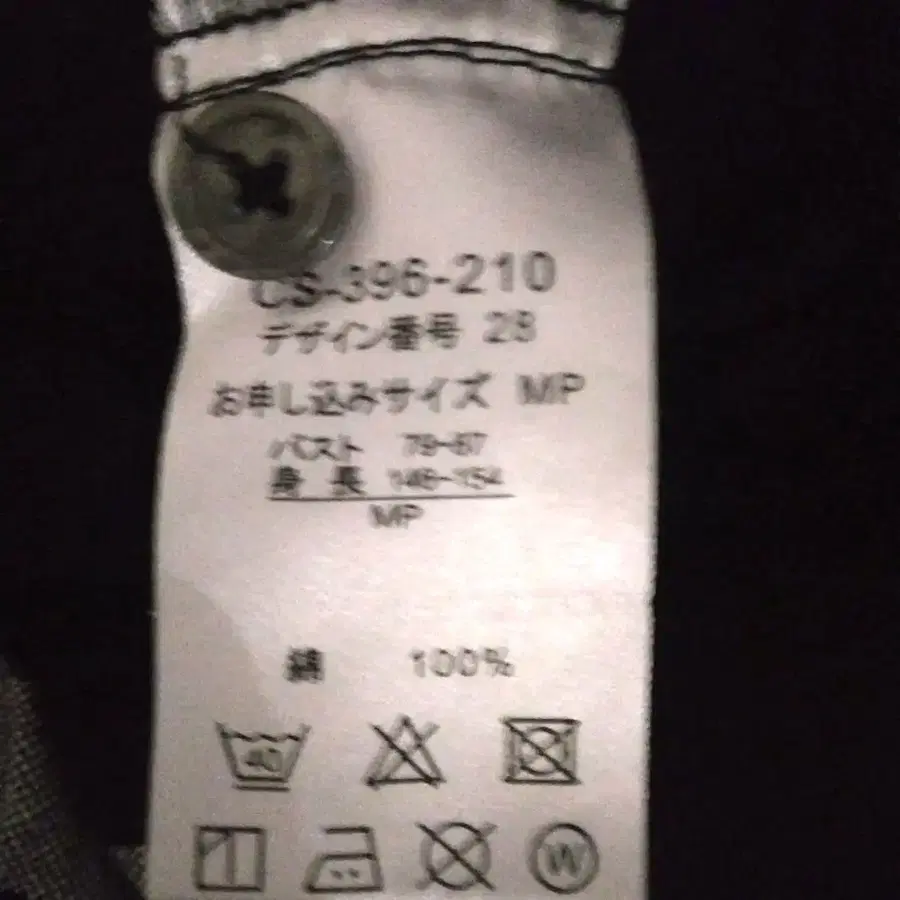 CS-396-210
デザイン番号 28
お申し込みサイズ MP
バスト 79-87
身長 146-154
MP
綿 100%
40
W